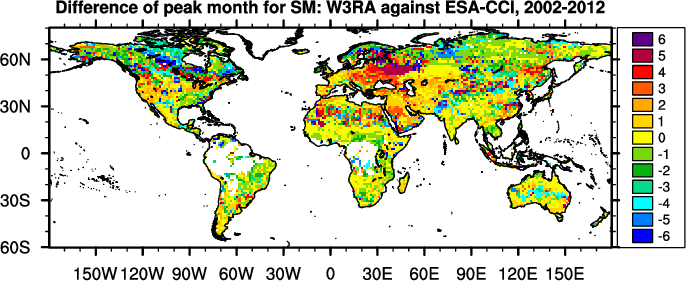 Difference of peak month for SM: W3RA against ESA-CCI, 2002-2012
60N
30N
0
30S
60S
150W 120W 90W 60W 30W 0 30E 60E 90E 120E 150E
6
5
4
3
2
1
0
-1
-2
-3
-4
-5
-6